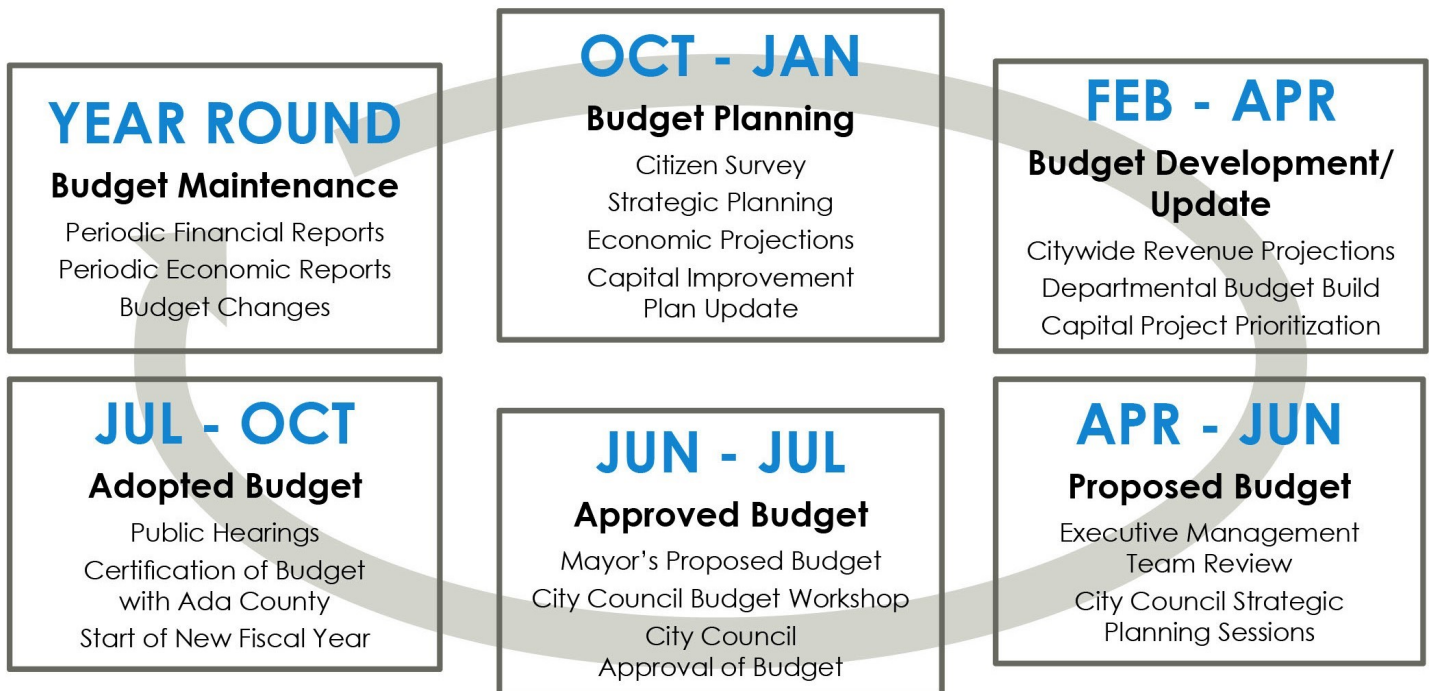 YEAR ROUND
Budget Maintenance
Periodic Financial Reports
Periodic Economic Reports
Budget Changes
OCT - JAN
Budget Planning
Citizen Survey
Strategic Planning
Economic Projections
Capital Improvement
Plan Update
FEB - APR
Budget Development/
Update
Citywide Revenue Projections
Departmental Budget Build
Capital Project Prioritization
APR - JUN
Proposed Budget
Executive Management
Team Review
City Council Strategic
Planning Sessions
JUN - JUL
Approved Budget
Mayor’s Proposed Budget
City Council Budget Workshop
City Council
Approval of Budget
JUL - OCT
Adopted Budget
Public Hearings
Certification of Budget
with Ada County
Start of New Fiscal Year